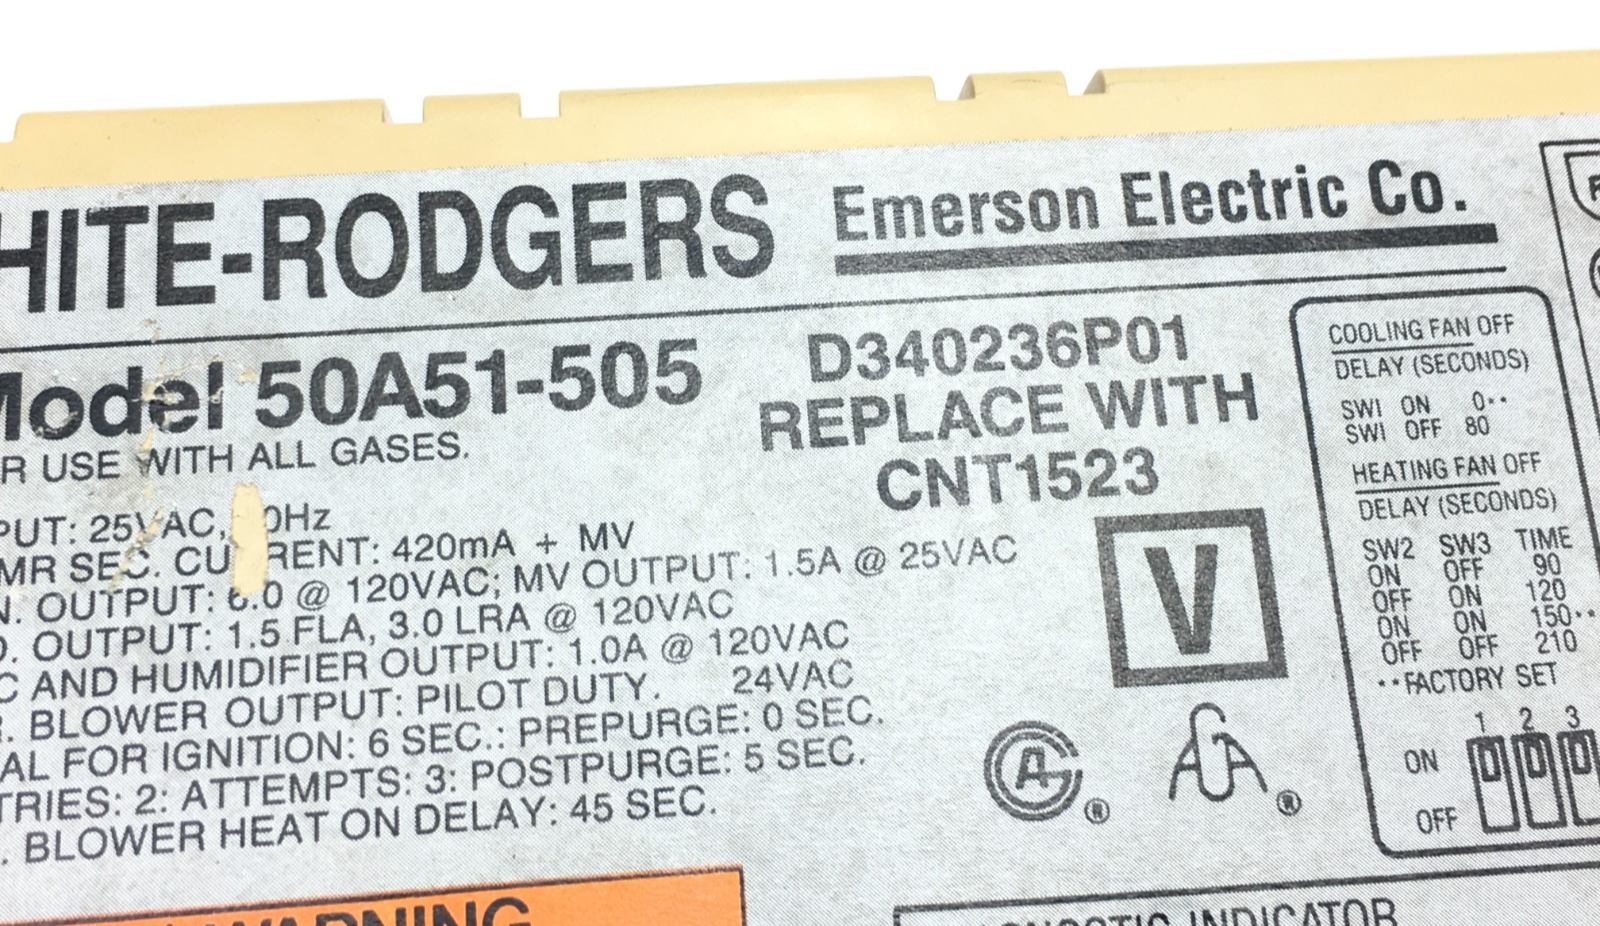 HITE-RODGERS Emerson Electric Co.
Model 50A51-505
D340236P01
REPLACE WITH
CNT1523
R USE WITH ALL GASES.
PUT: 25VAC, 0Hz
MR SEC. CU RENT: 420mA + MV
N. OUTPUT: 6.0 @ 120VAC; MV OUTPUT: 1.5A @ 25VAC
. OUTPUT: 1.5 FLA, 3.0 LRA @ 120VAC
C AND HUMIDIFIER OUTPUT: 1.0A @ 120VAC
. BLOWER OUTPUT: PILOT DUTY. 24VAC
AL FOR IGNITION: 6 SEC.: PREPURGE: 0 SEC.
TRIES: 2: ATTEMPTS: 3: POSTPURGE: 5 SEC.
. BLOWER HEAT ON DELAY: 45 SEC.
V
® ®
COOLING FAN OFF
DELAY (SECONDS)
SW1 ON 0**
SW1 OFF 80
HEATING FAN OFF
DELAY (SECONDS)
SW2 SW3 TIME
ON OFF 90
OFF ON 120
ON ON 150**
OFF OFF 210
**FACTORY SET
1 2 3
ON
OFF
WARNING
INDICATOR